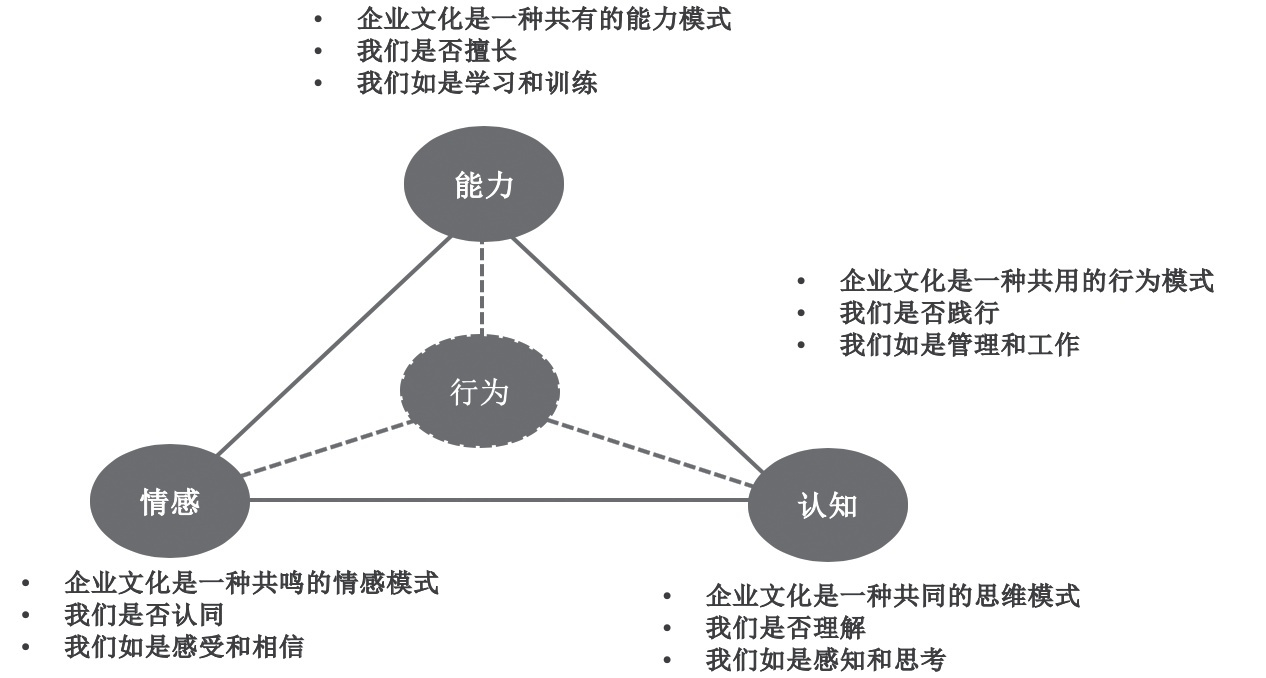 • 企业文化是一种共有的能力模式
• 我们是否擅长
• 我们如是学习和训练
能力
• 企业文化是一种共用的行为模式
• 我们是否践行
• 我们如是管理和工作
行为
情感
认知
• 企业文化是一种共鸣的情感模式
• 我们是否认同
• 我们如是感受和相信
• 企业文化是一种共同的思维模式
• 我们是否理解
• 我们如是感知和思考